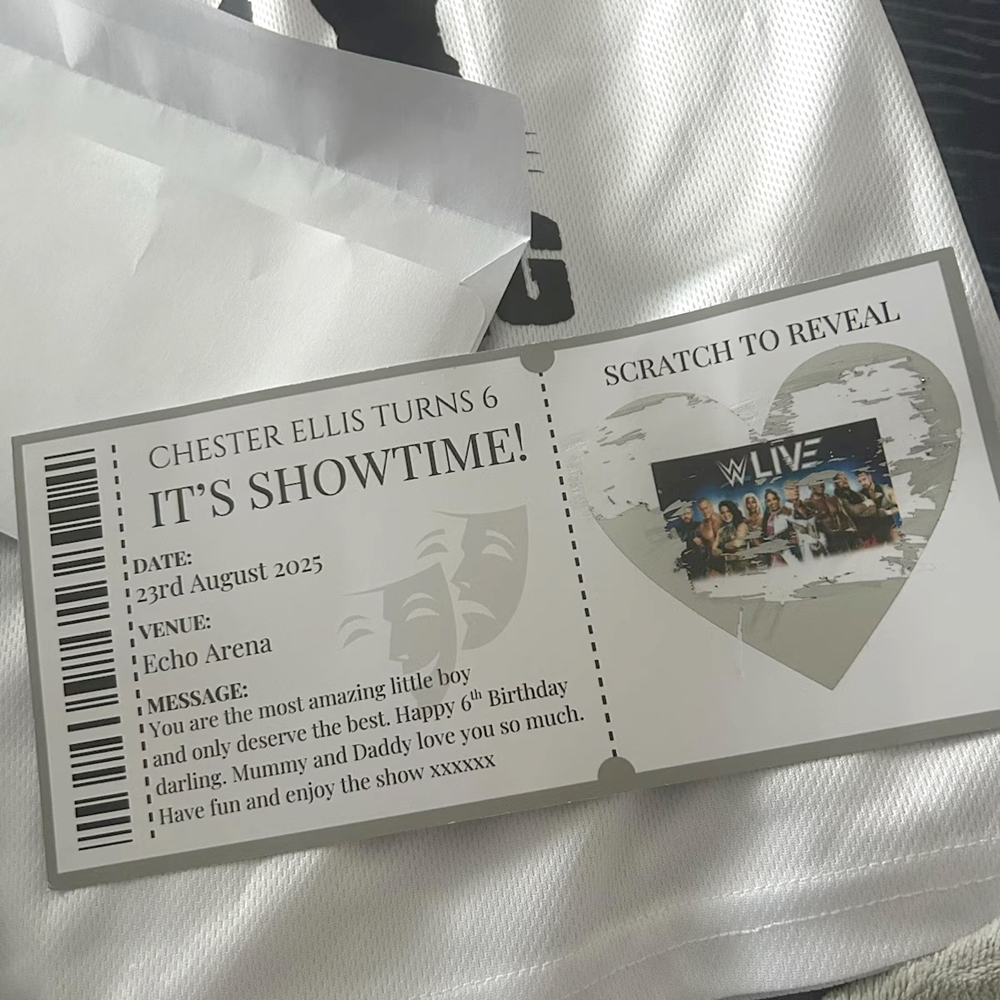 CHESTER ELLIS TURNS 6
IT'S SHOWTIME!
DATE:
23rd August 2025
VENUE:
Echo Arena
MESSAGE:
You are the most amazing little boy
and only deserve the best. Happy 6th Birthday
darling. Mummy and Daddy love you so much.
Have fun and enjoy the show xxxxxx
SCRATCH TO REVEAL
W LIVE
G